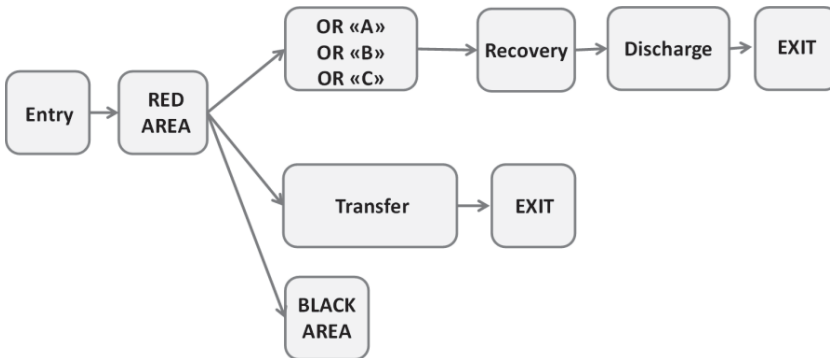 Entry
RED
AREA
OR «A»
OR «B»
OR «C»
Recovery
Discharge
EXIT
Transfer
EXIT
BLACK
AREA